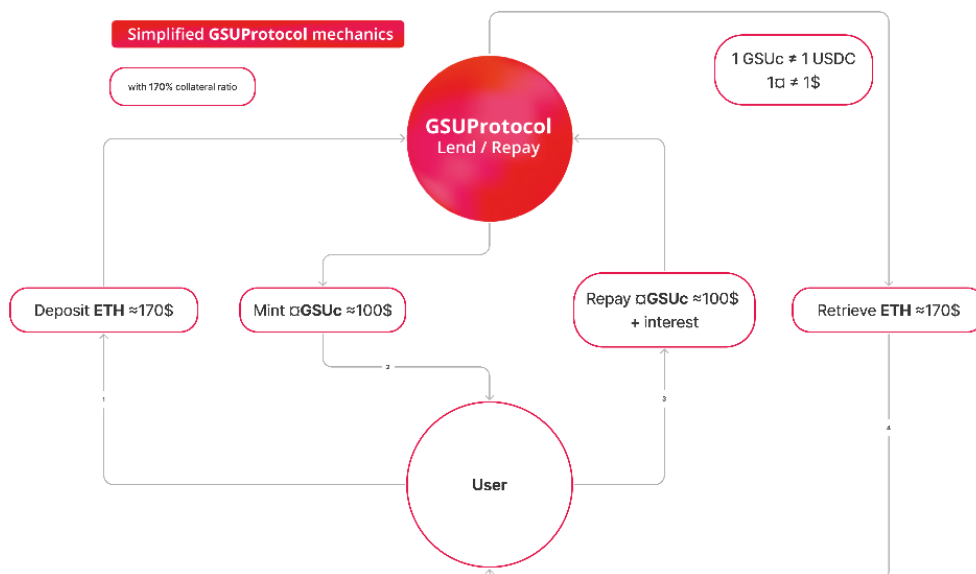 Simplified GSUProtocol mechanics
with 170% collateral ratio
1 GSUc ≠ 1 USDC
1¤ ≠ 1$
GSUProtocol
Lend / Repay
Deposit ETH ≈170$
Mint ¤GSUc ≈100$
Repay ¤GSUc ≈100$
+ interest
Retrieve ETH ≈170$
1
2
3
4
User